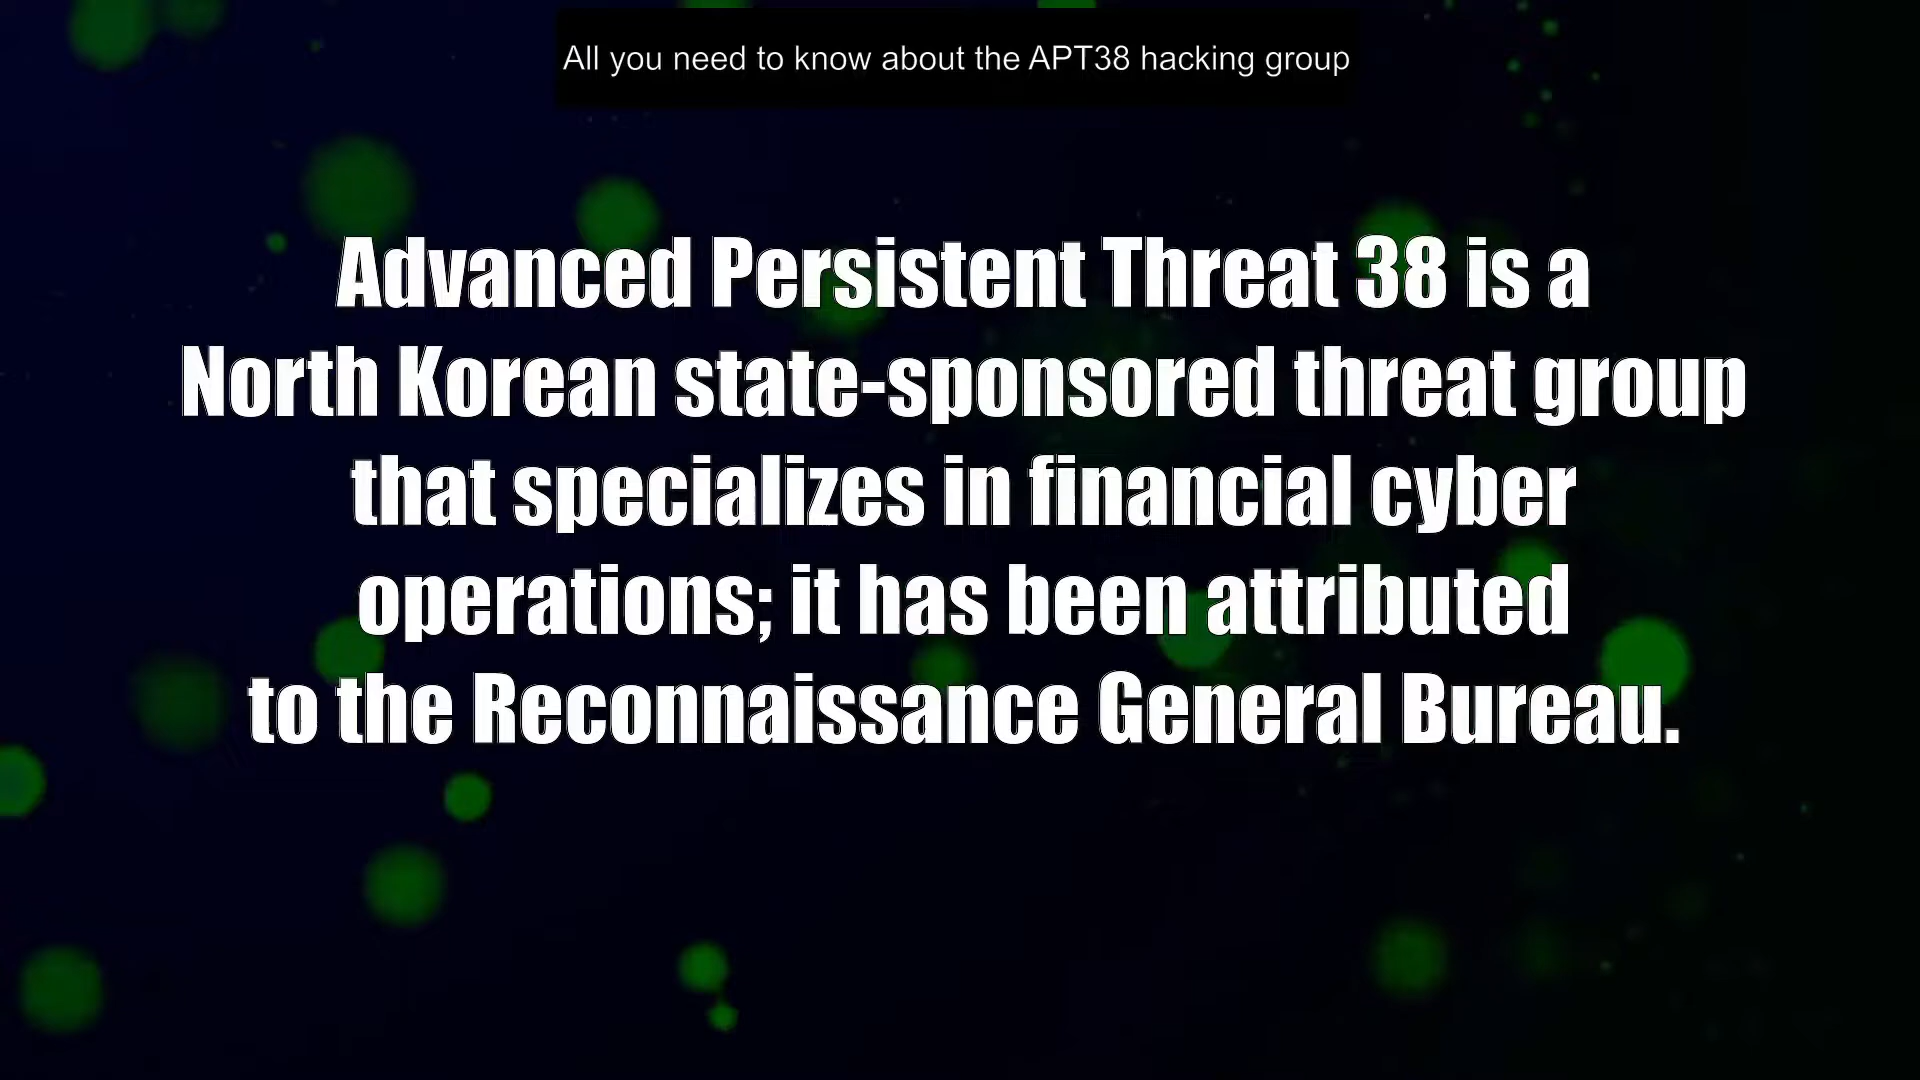 All you need to know about the APT38 hacking group
Advanced Persistent Threat 38 is a
North Korean state-sponsored threat group
that specializes in financial cyber
operations; it has been attributed
to the Reconnaissance General Bureau.